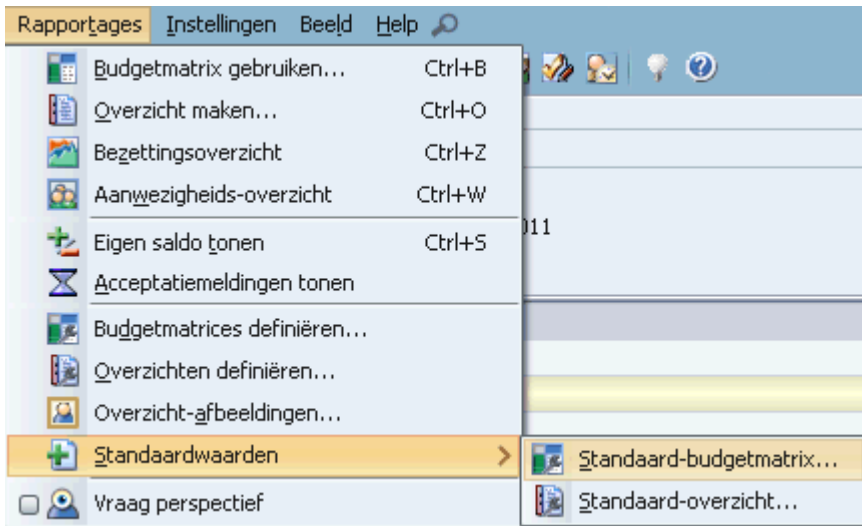 Rapportages Instellingen Beeld Help
Budgetmatrix gebruiken... Ctrl+B
Overzicht maken... Ctrl+O
Bezettingsoverzicht Ctrl+Z
Aanwezigheids-overzicht Ctrl+W
011
Eigen saldo tonen Ctrl+S
Acceptatiemeldingen tonen
Budgetmatrices definiëren...
Overzichten definiëren...
Overzicht-afbeeldingen...
Standaardwaarden
Standaard-budgetmatrix...
Vraag perspectief
Standaard-overzicht...